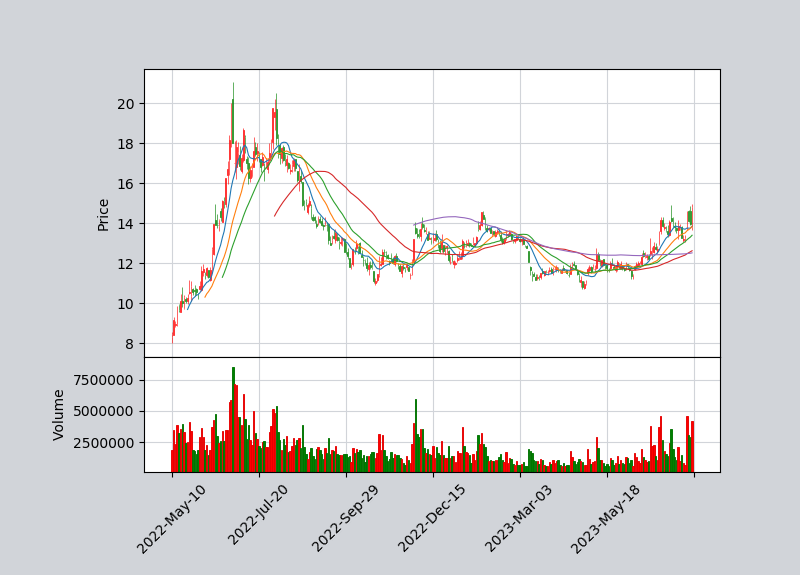 20
18
16
14
12
10
8
Price
7500000
5000000
2500000
Volume
2022-May-10
2022-Jul-20
2022-Sep-29
2022-Dec-15
2023-Mar-03
2023-May-18